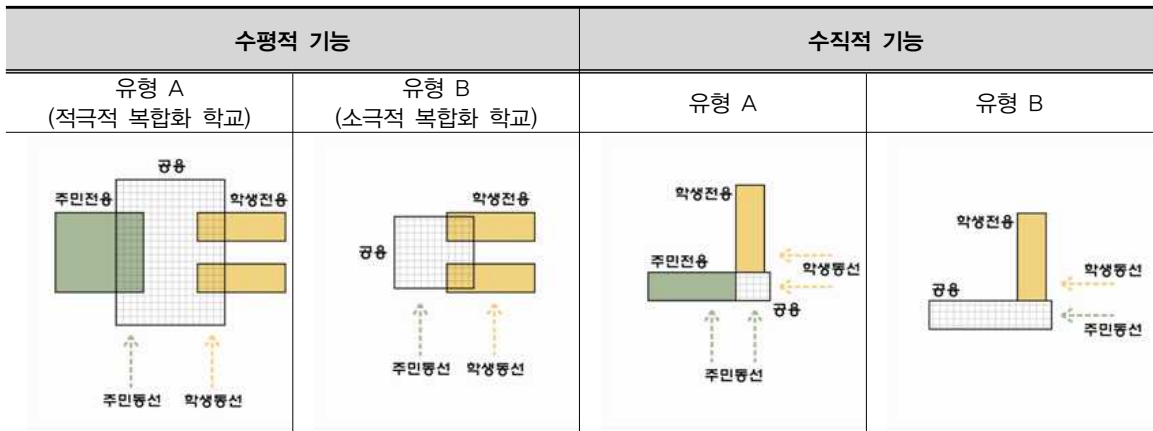 수평적 기능
수직적 기능
유형 A
(적극적 복합화 학교)
유형 B
(소극적 복합화 학교)
유형 A
유형 B
공용
주민전용
학생전용
주민동선
학생동선
학생전용
공용
주민동선
학생동선
학생전용
주민전용
학생동선
공용
주민동선
학생전용
공용
학생동선
주민동선